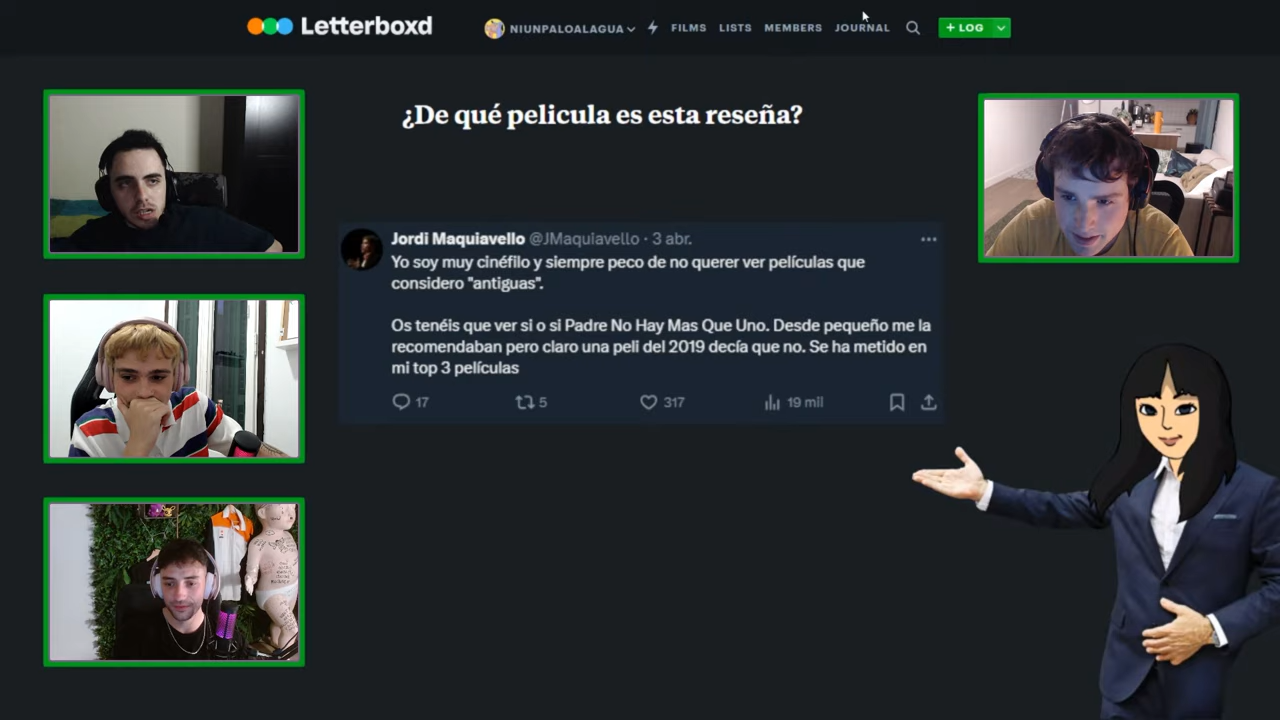 Letterboxd
NIUNPALOALAGUA
FILMS
LISTS
MEMBERS
JOURNAL
+ LOG
¿De qué pelicula es esta reseña?
Jordi Maquiavello @JMaquiavello · 3 abr.
Yo soy muy cinéfilo y siempre peco de no querer ver películas que
considero "antiguas".
Os tenéis que ver si o si Padre No Hay Mas Que Uno. Desde pequeño me la
recomendaban pero claro una peli del 2019 decía que no. Se ha metido en
mi top 3 películas
17
5
317
19 mil